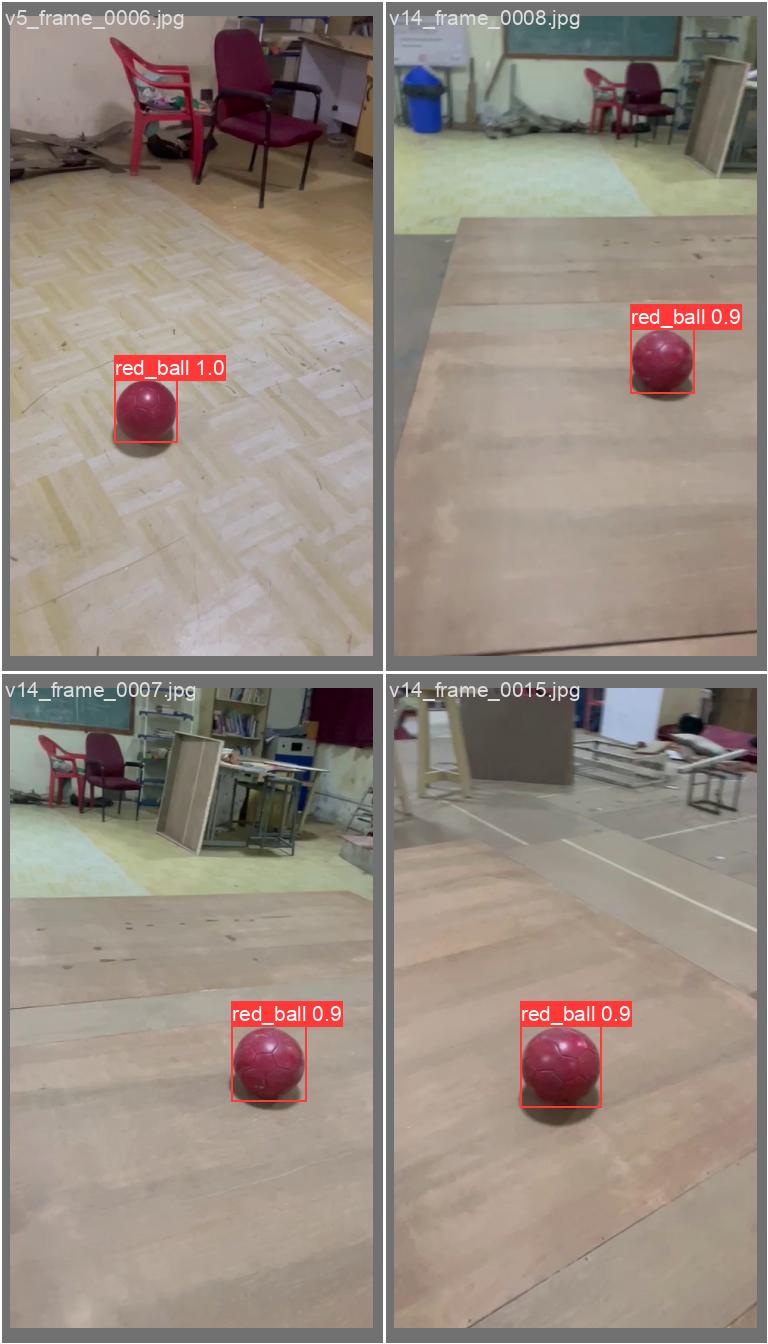 v5_frame_0006.jpg
red_ball 1.0
v14_frame_0008.jpg
red_ball 0.9
v14_frame_0007.jpg
red_ball 0.9
v14_frame_0015.jpg
red_ball 0.9